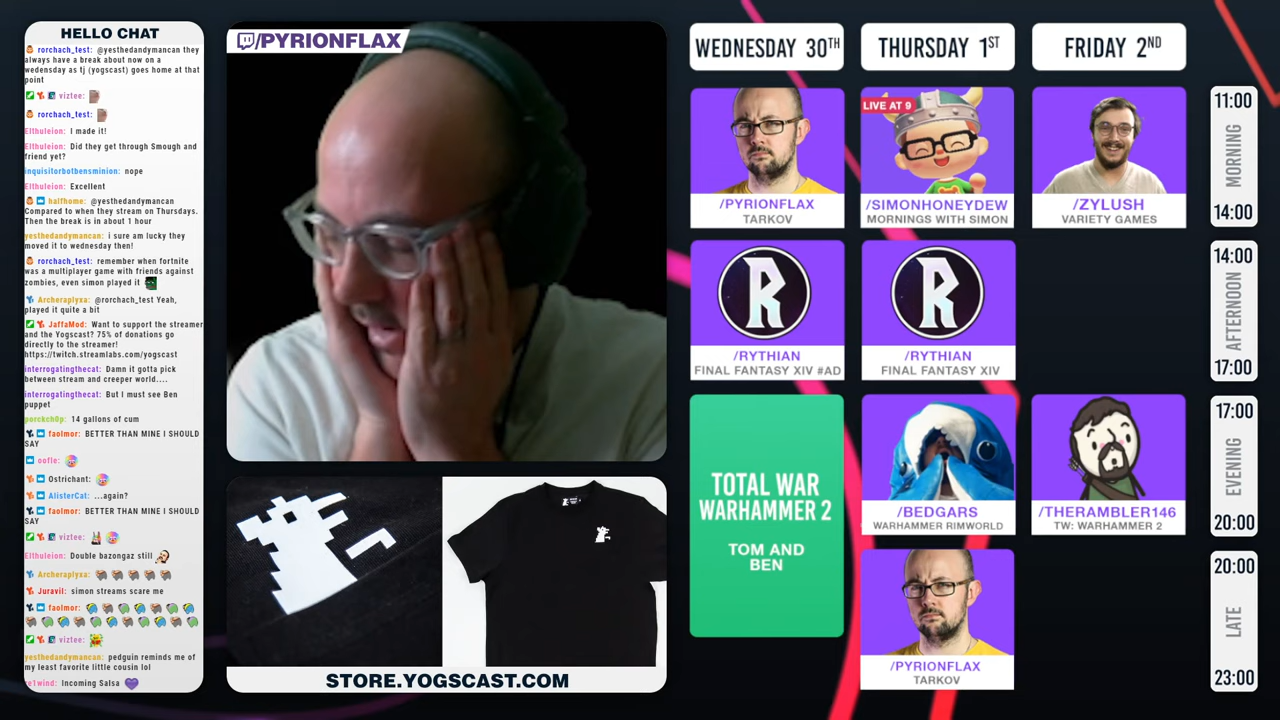 HELLO CHAT
rorchach_test: @yesthedandymancan they
always have a break about now on a
wedensday as tj (yogscast) goes home at that
point
viztee:
rorchach_test:
Elthuleion: I made it!
Elthuleion: Did they get through Smough and
friend yet?
inquisitorbotbensminion: nope
Elthuleion: Excellent
halfhome: @yesthedandymancan
Compared to when they stream on Thursdays.
Then the break is in about 1 hour
yesthedandymancan: i sure am lucky they
moved it to wednesday then!
rorchach_test: remember when fortnite
was a multiplayer game with friends against
zombies, even simon played it
Archeraplyxa: @rorchach_test Yeah,
played it quite a bit
JaffaMod: Want to support the streamer
and the Yogscast? 75% of donations go
directly to the streamer!
https://twitch.streamlabs.com/yogscast
interrogatingthecat: Damn it gotta pick
between stream and creeper world....
interrogatingthecat: But I must see Ben
puppet
porckch0p: 14 gallons of cum
faolmor: BETTER THAN MINE I SHOULD
SAY
oofle:
Ostrichant:
AlisterCat: ...again?
faolmor: BETTER THAN MINE I SHOULD
SAY
viztee:
Elthuleion: Double bazongaz still
Archeraplyxa:
Juravil: simon streams scare me
faolmor:
viztee:
yesthedandymancan: pedguin reminds me of
my least favorite little cousin lol
re1wind: Incoming Salsa
/PYRIONFLAX
STORE.YOGSCAST.COM
WEDNESDAY 30TH
THURSDAY 1ST
FRIDAY 2ND
/PYRIONFLAX
TARKOV
LIVE AT 9
/SIMONHONEYDEW
MORNINGS WITH SIMON
/ZYLUSH
VARIETY GAMES
11:00
MORNING
14:00
R
/RYTHIAN
FINAL FANTASY XIV #AD
R
/RYTHIAN
FINAL FANTASY XIV
14:00
AFTERNOON
17:00
TOTAL WAR
WARHAMMER 2
TOM AND
BEN
/BEDGARS
WARHAMMER RIMWORLD
/THERAMBLER146
TW: WARHAMMER 2
17:00
EVENING
20:00
/PYRIONFLAX
TARKOV
20:00
LATE
23:00